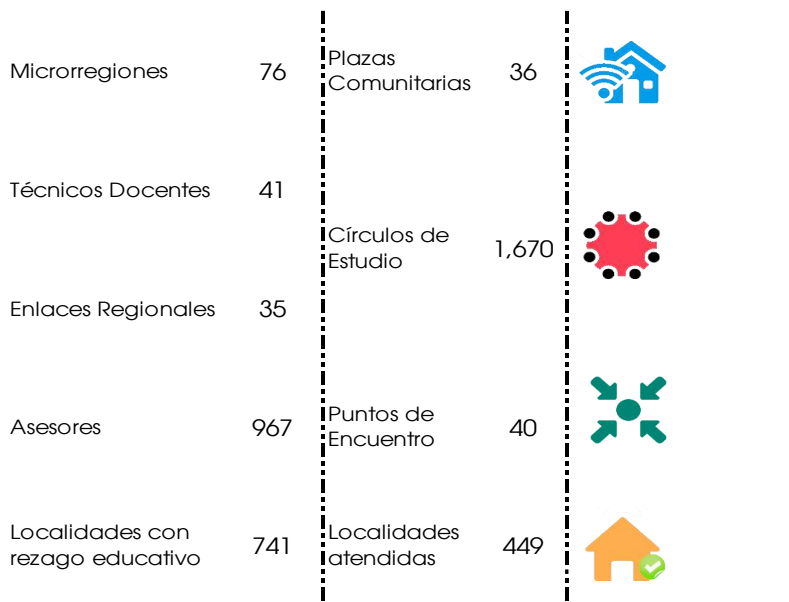 Microrregiones 76
Técnicos Docentes 41
Enlaces Regionales 35
Asesores 967
Localidades con
rezago educativo 741
Plazas
Comunitarias 36
Círculos de
Estudio 1,670
Puntos de
Encuentro 40
Localidades
atendidas 449